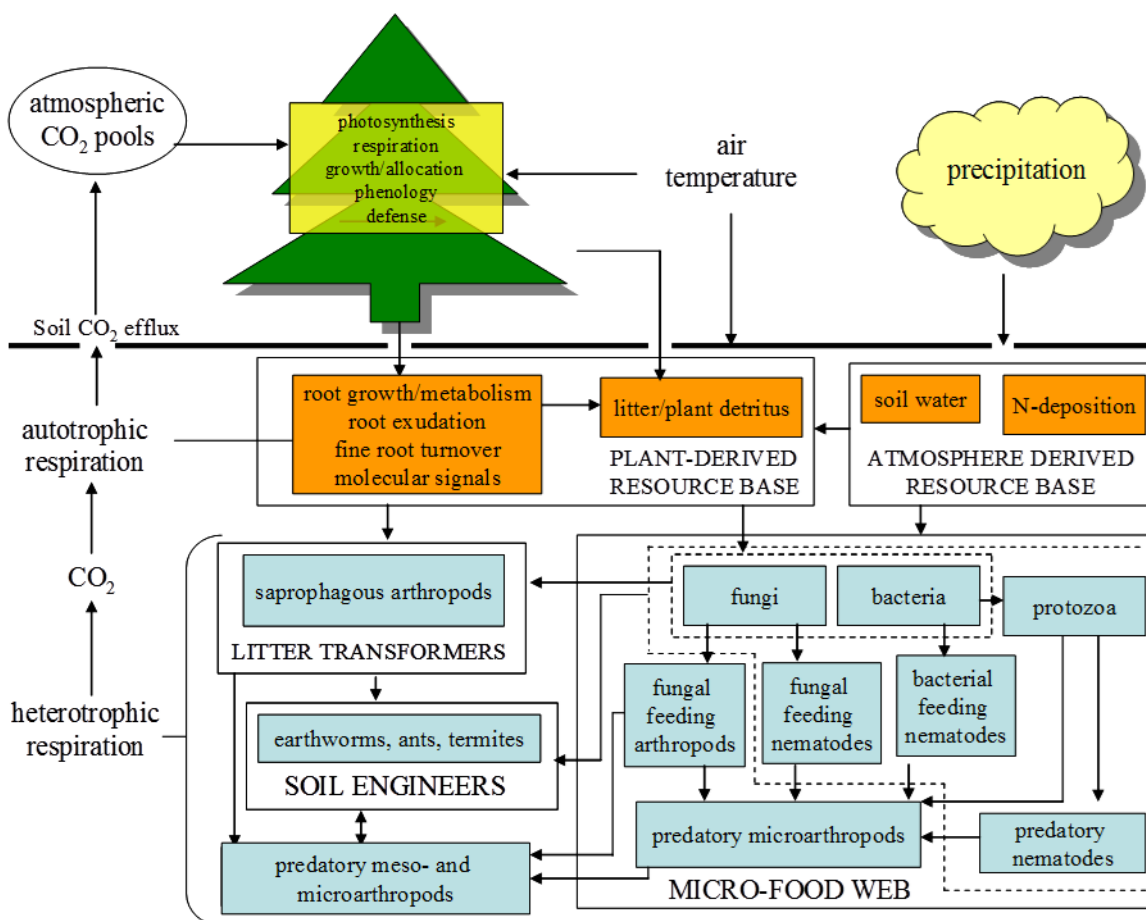 atmospheric
CO₂ pools
photosynthesis
respiration
growth/allocation
phenology
defense
air
temperature
precipitation
Soil CO₂ efflux
root growth/metabolism
root exudation
fine root turnover
molecular signals
litter/plant detritus
PLANT-DERIVED
RESOURCE BASE
soil water
N-deposition
ATMOSPHERE DERIVED
RESOURCE BASE
autotrophic
respiration
CO₂
heterotrophic
respiration
saprophagous arthropods
LITTER TRANSFORMERS
earthworms, ants, termites
SOIL ENGINEERS
predatory meso- and
microarthropods
fungi
bacteria
protozoa
fungal
feeding
arthropods
fungal
feeding
nematodes
bacterial
feeding
nematodes
predatory microarthropods
predatory
nematodes
MICRO-FOOD WEB